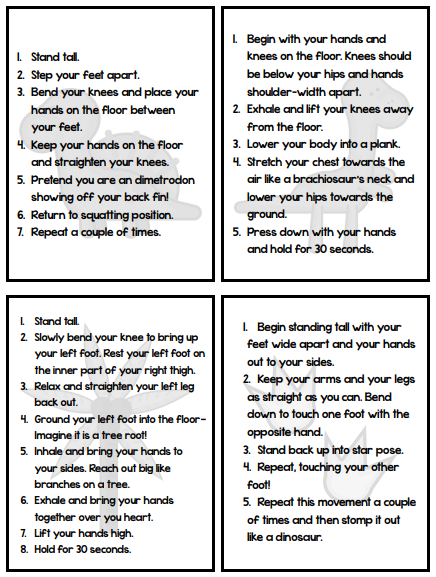 1. Stand tall.
2. Step your feet apart.
3. Bend your knees and place your
hands on the floor between
your feet.
4. Keep your hands on the floor
and straighten your knees.
5. Pretend you are an dimetrodon
showing off your back fin!
6. Return to squatting position.
7. Repeat a couple of times.
1. Begin with your hands and
knees on the floor. Knees should
be below your hips and hands
shoulder-width apart.
2. Exhale and lift your knees away
from the floor.
3. Lower your body into a plank.
4. Stretch your chest towards the
air like a brachiosaur's neck and
lower your hips towards the
ground.
5. Press down with your hands
and hold for 30 seconds.
1. Stand tall.
2. Slowly bend your knee to bring up
your left foot. Rest your left foot on
the inner part of your right thigh.
3. Relax and straighten your left leg
back out.
4. Ground your left foot into the floor-
Imagine it is a tree root!
5. Inhale and bring your hands to
your sides. Reach out big like
branches on a tree.
6. Exhale and bring your hands
together over you heart.
7. Lift your hands high.
8. Hold for 30 seconds.
1. Begin standing tall with your
feet wide apart and your hands
out to your sides.
2. Keep your arms and your legs
as straight as you can. Bend
down to touch one foot with the
opposite hand.
3. Stand back up into star pose.
4. Repeat, touching your other
foot!
5. Repeat this movement a couple
of times and then stomp it out
like a dinosaur.